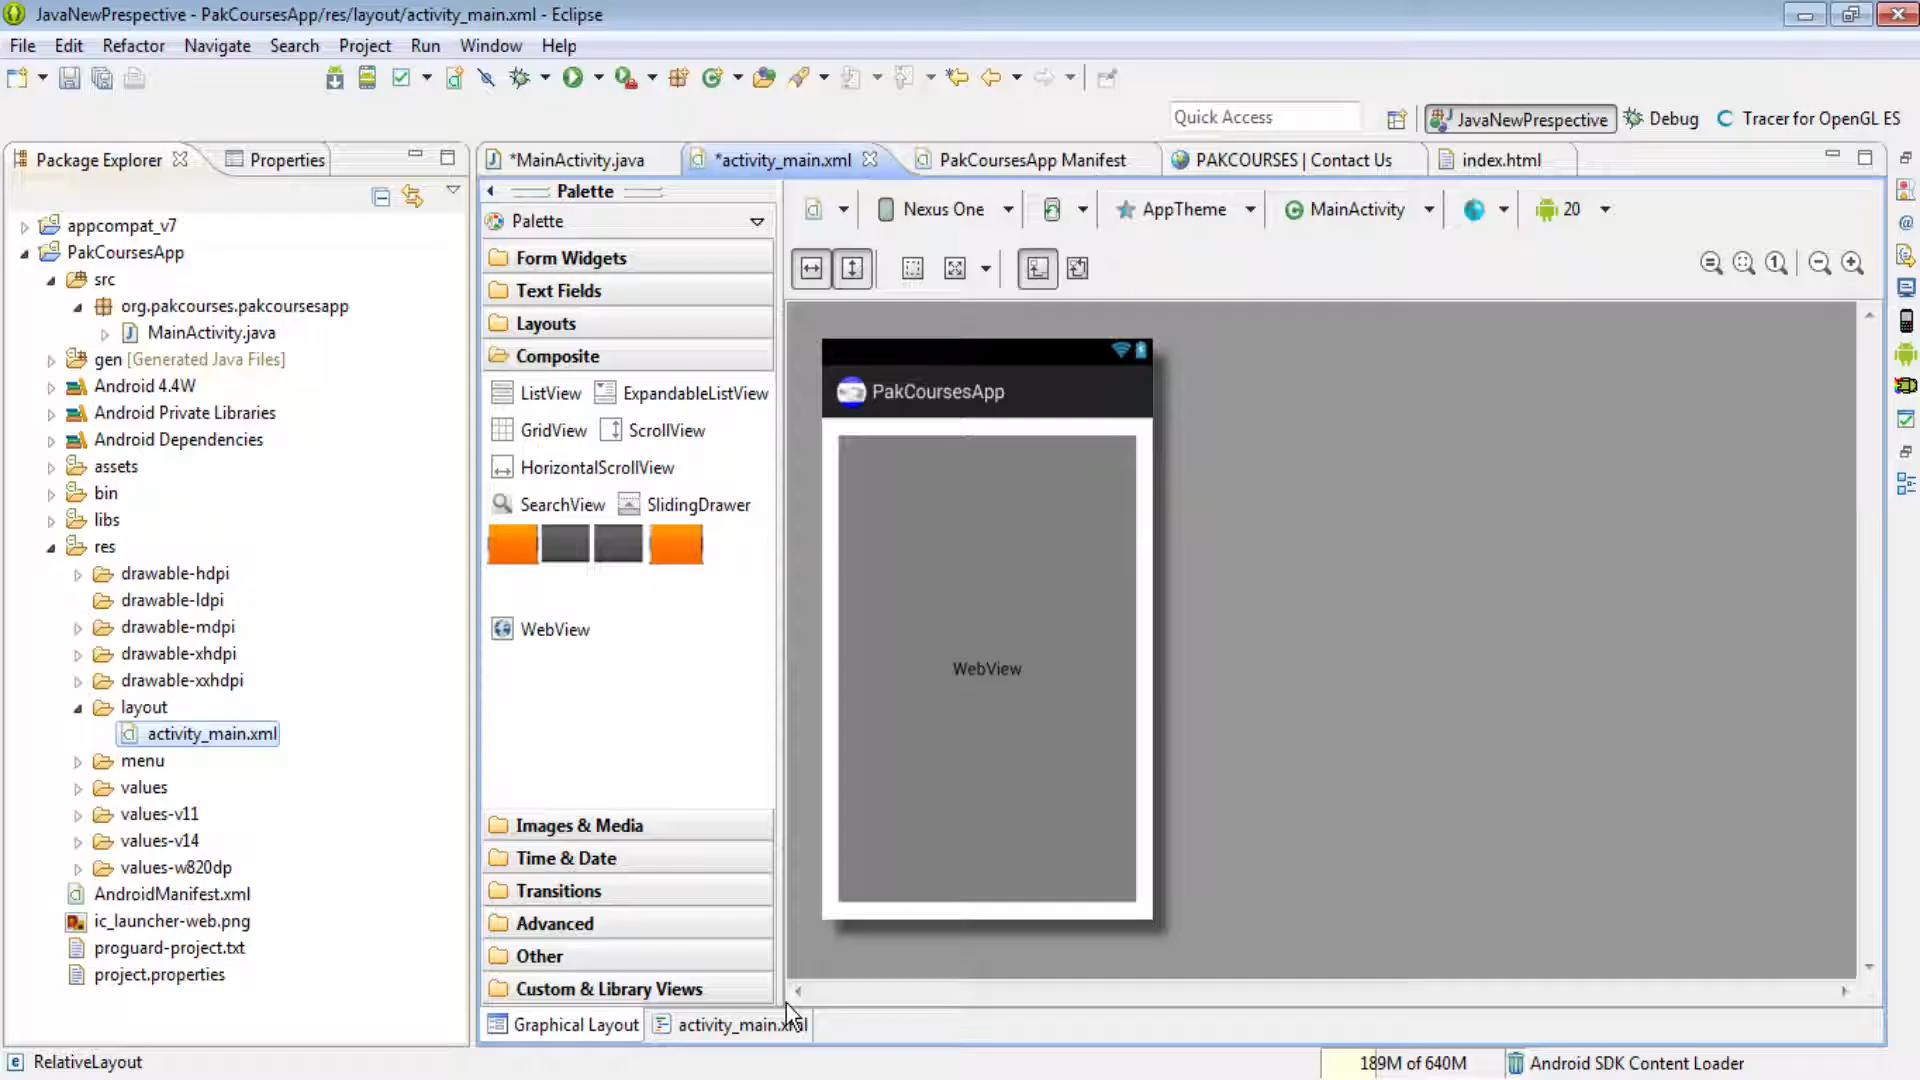 JavaNewPrespective - PakCoursesApp/res/layout/activity_main.xml - Eclipse
File Edit Refactor Navigate Search Project Run Window Help
Quick Access
JavaNewPrespective Debug Tracer for OpenGL ES
Package Explorer Properties
*MainActivity.java *activity_main.xml PakCoursesApp Manifest PAKCOURSES | Contact Us index.html
appcompat_v7
PakCoursesApp
src
org.pakcourses.pakcoursesapp
MainActivity.java
gen [Generated Java Files]
Android 4.4W
Android Private Libraries
Android Dependencies
assets
bin
libs
res
drawable-hdpi
drawable-ldpi
drawable-mdpi
drawable-xhdpi
drawable-xxhdpi
layout
activity_main.xml
menu
values
values-v11
values-v14
values-w820dp
AndroidManifest.xml
ic_launcher-web.png
proguard-project.txt
project.properties
Palette
Palette
Form Widgets
Text Fields
Layouts
Composite
ListView ExpandableListView
GridView ScrollView
HorizontalScrollView
SearchView SlidingDrawer
WebView
Images & Media
Time & Date
Transitions
Advanced
Other
Custom & Library Views
Graphical Layout activity_main.xml
Nexus One AppTheme MainActivity 20
PakCoursesApp
WebView
RelativeLayout
189M of 640M Android SDK Content Loader